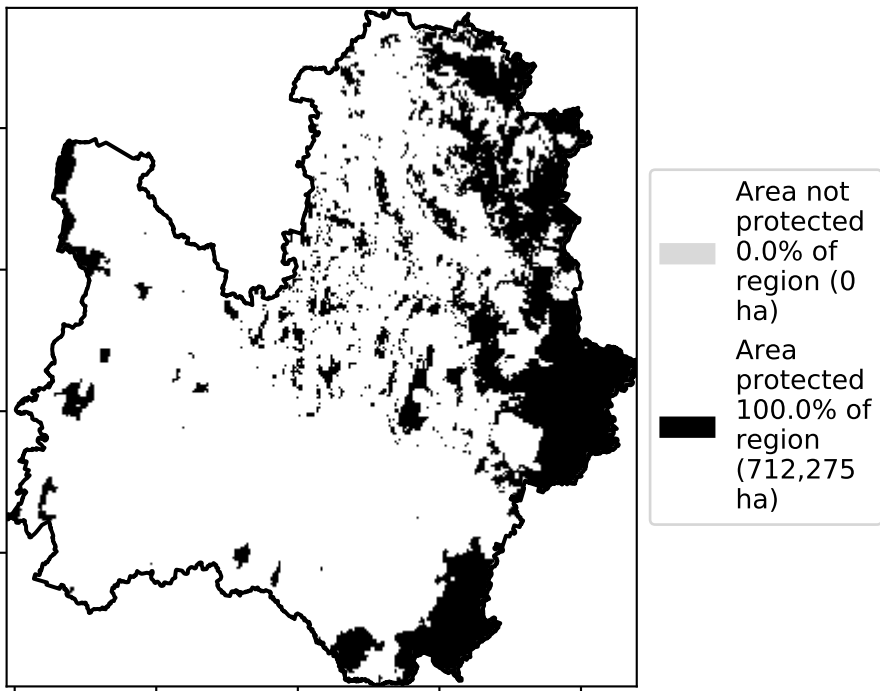 Area not
protected
0.0% of
region (0
ha)
Area
protected
100.0% of
region
(712,275
ha)